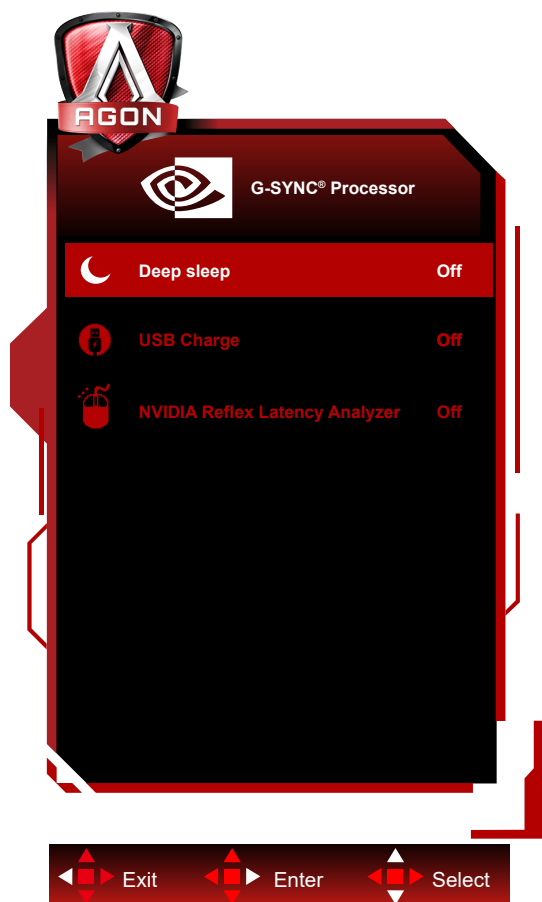 AGON
G-SYNC® Processor
Deep sleep Off
USB Charge Off
NVIDIA Reflex Latency Analyzer Off
Exit Enter Select